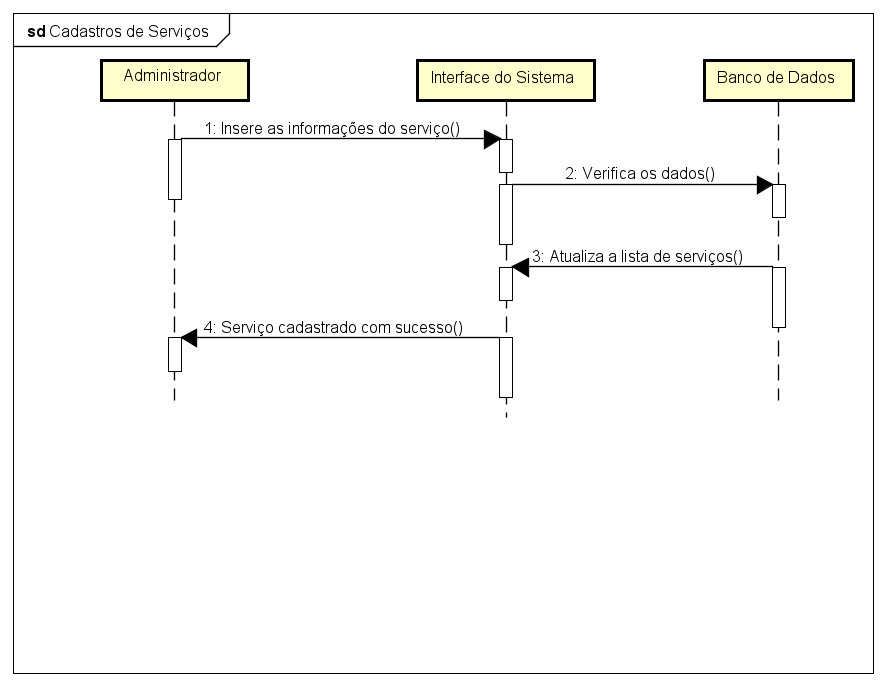 sd Cadastros de Serviços
Administrador
Interface do Sistema
Banco de Dados
1: Insere as informações do serviço()
2: Verifica os dados()
3: Atualiza a lista de serviços()
4: Serviço cadastrado com sucesso()